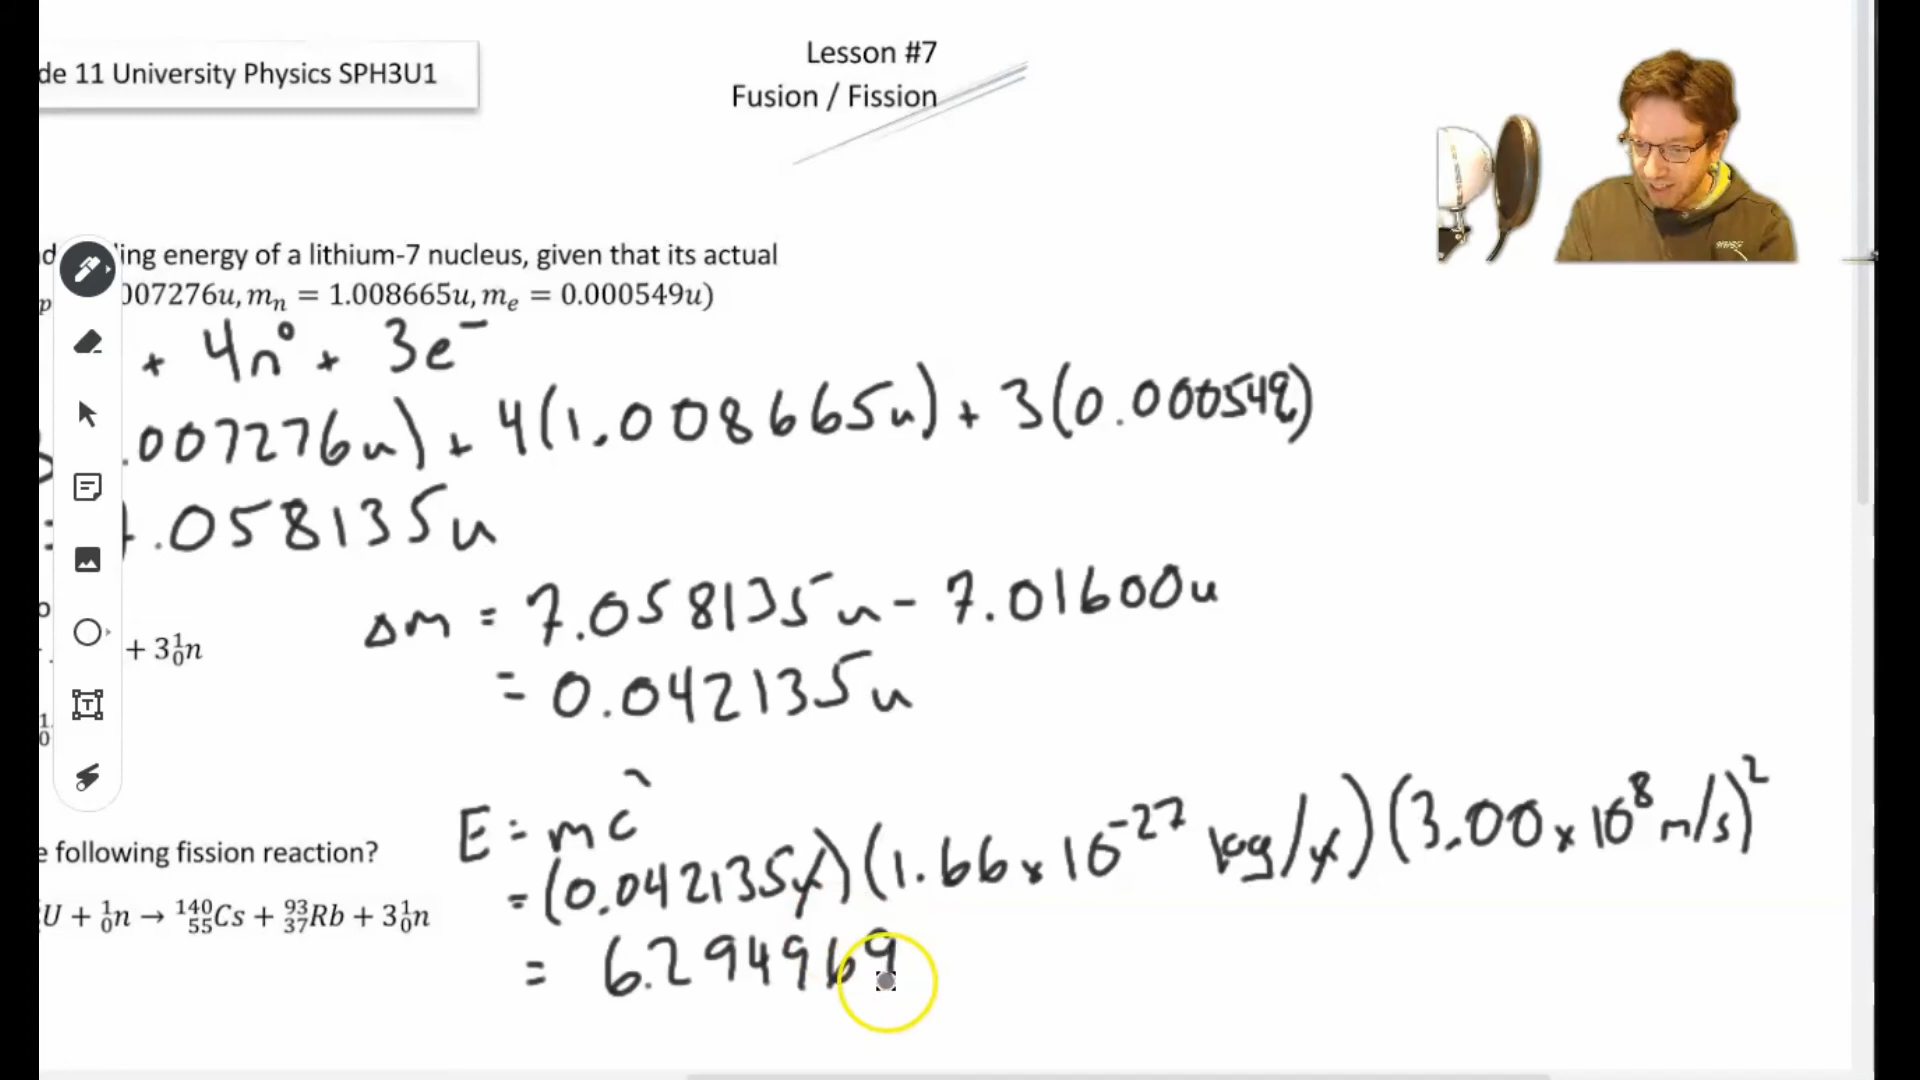 de 11 University Physics SPH3U1
Lesson #7
Fusion / Fission
ing energy of a lithium-7 nucleus, given that its actual
p 007276u, mₙ = 1.008665u, mₑ = 0.000549u)
+ 4n⁰ + 3e⁻
.007276u) + 4(1.008665u) + 3(0.000549)
= 7.058135u
Δm = 7.058135u - 7.01600u
= 0.042135u
+ 3¹₀n
E = mc²
= (0.042135u)(1.66 x 10⁻²⁷ kg/u)(3.00 x 10⁸ m/s)²
= 6.294969
e following fission reaction?
U + ¹₀n → ¹⁴⁰₅₅Cs + ⁹³₃₇Rb + 3¹₀n